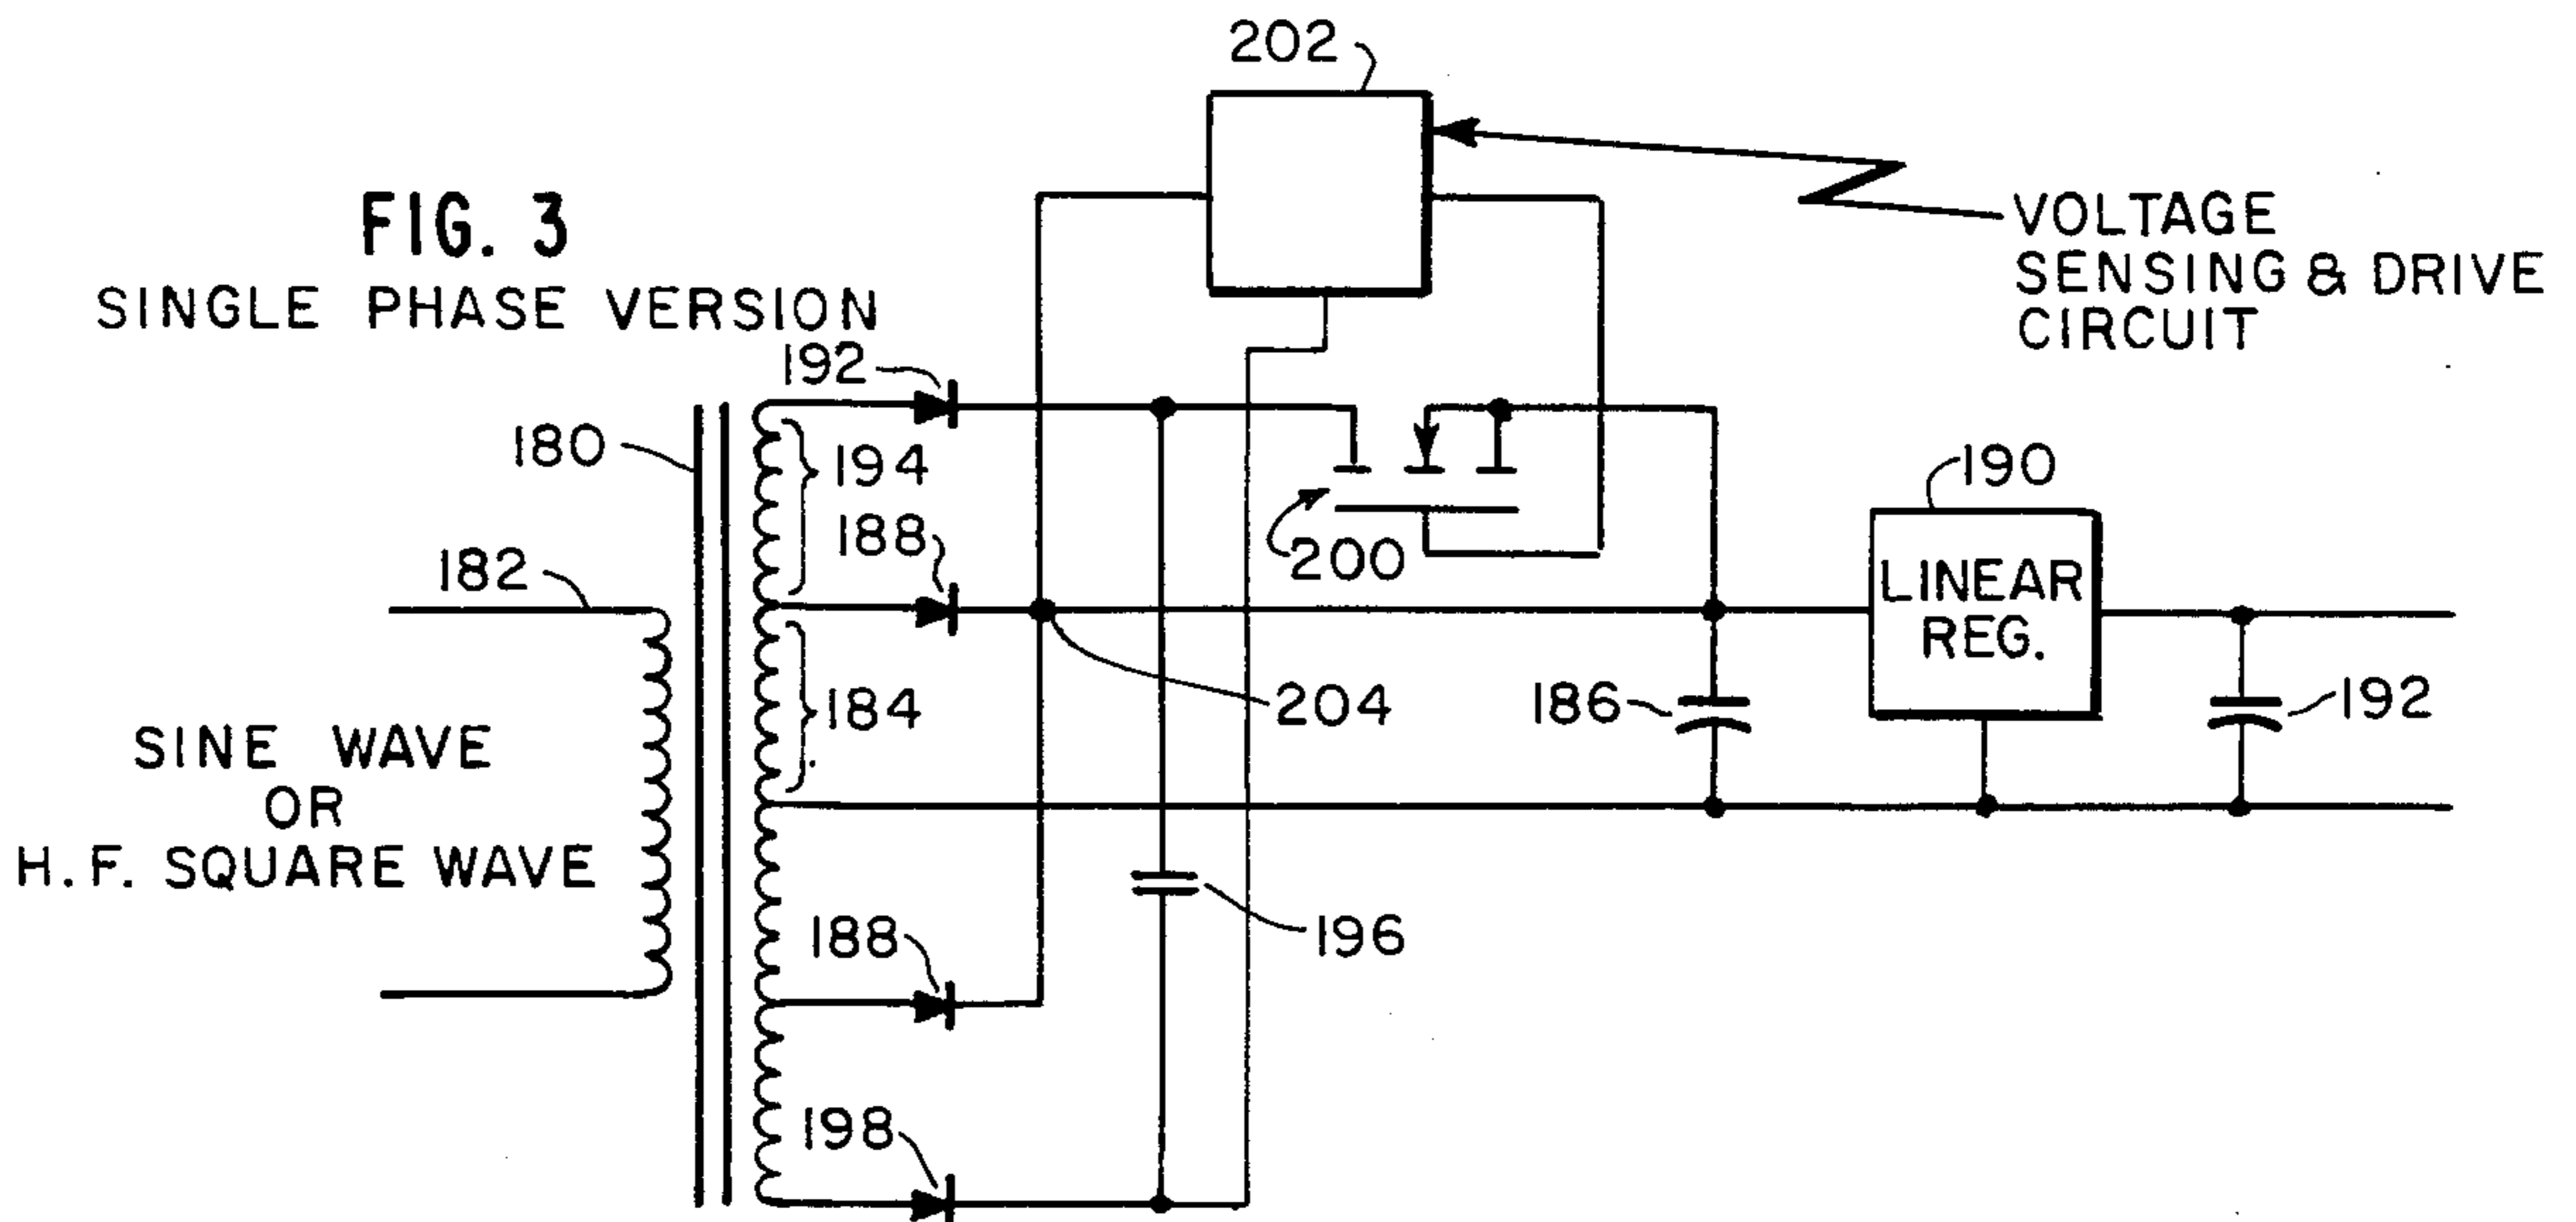 202
FIG. 3
SINGLE PHASE VERSION
VOLTAGE
SENSING & DRIVE
CIRCUIT
192
180
194
190
188
200
182
LINEAR
REG.
184
204
186
192
SINE WAVE
OR
H.F. SQUARE WAVE
188
196
198